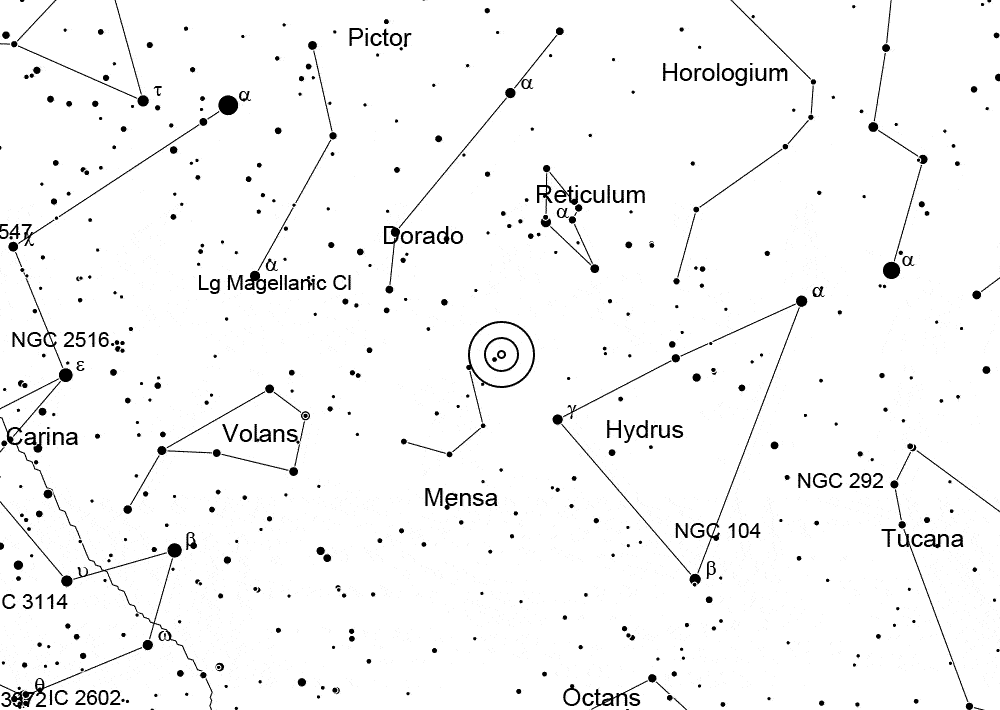 Pictor
α
Horologium
τ
α
Reticulum
α
547
χ
Dorado
α
α
Lg Magellanic Cl
α
NGC 2516
ε
γ
Carina
Volans
Hydrus
NGC 292
Mensa
NGC 104
Tucana
β
β
υ
C 3114
ω
θ
IC 2602
Octans